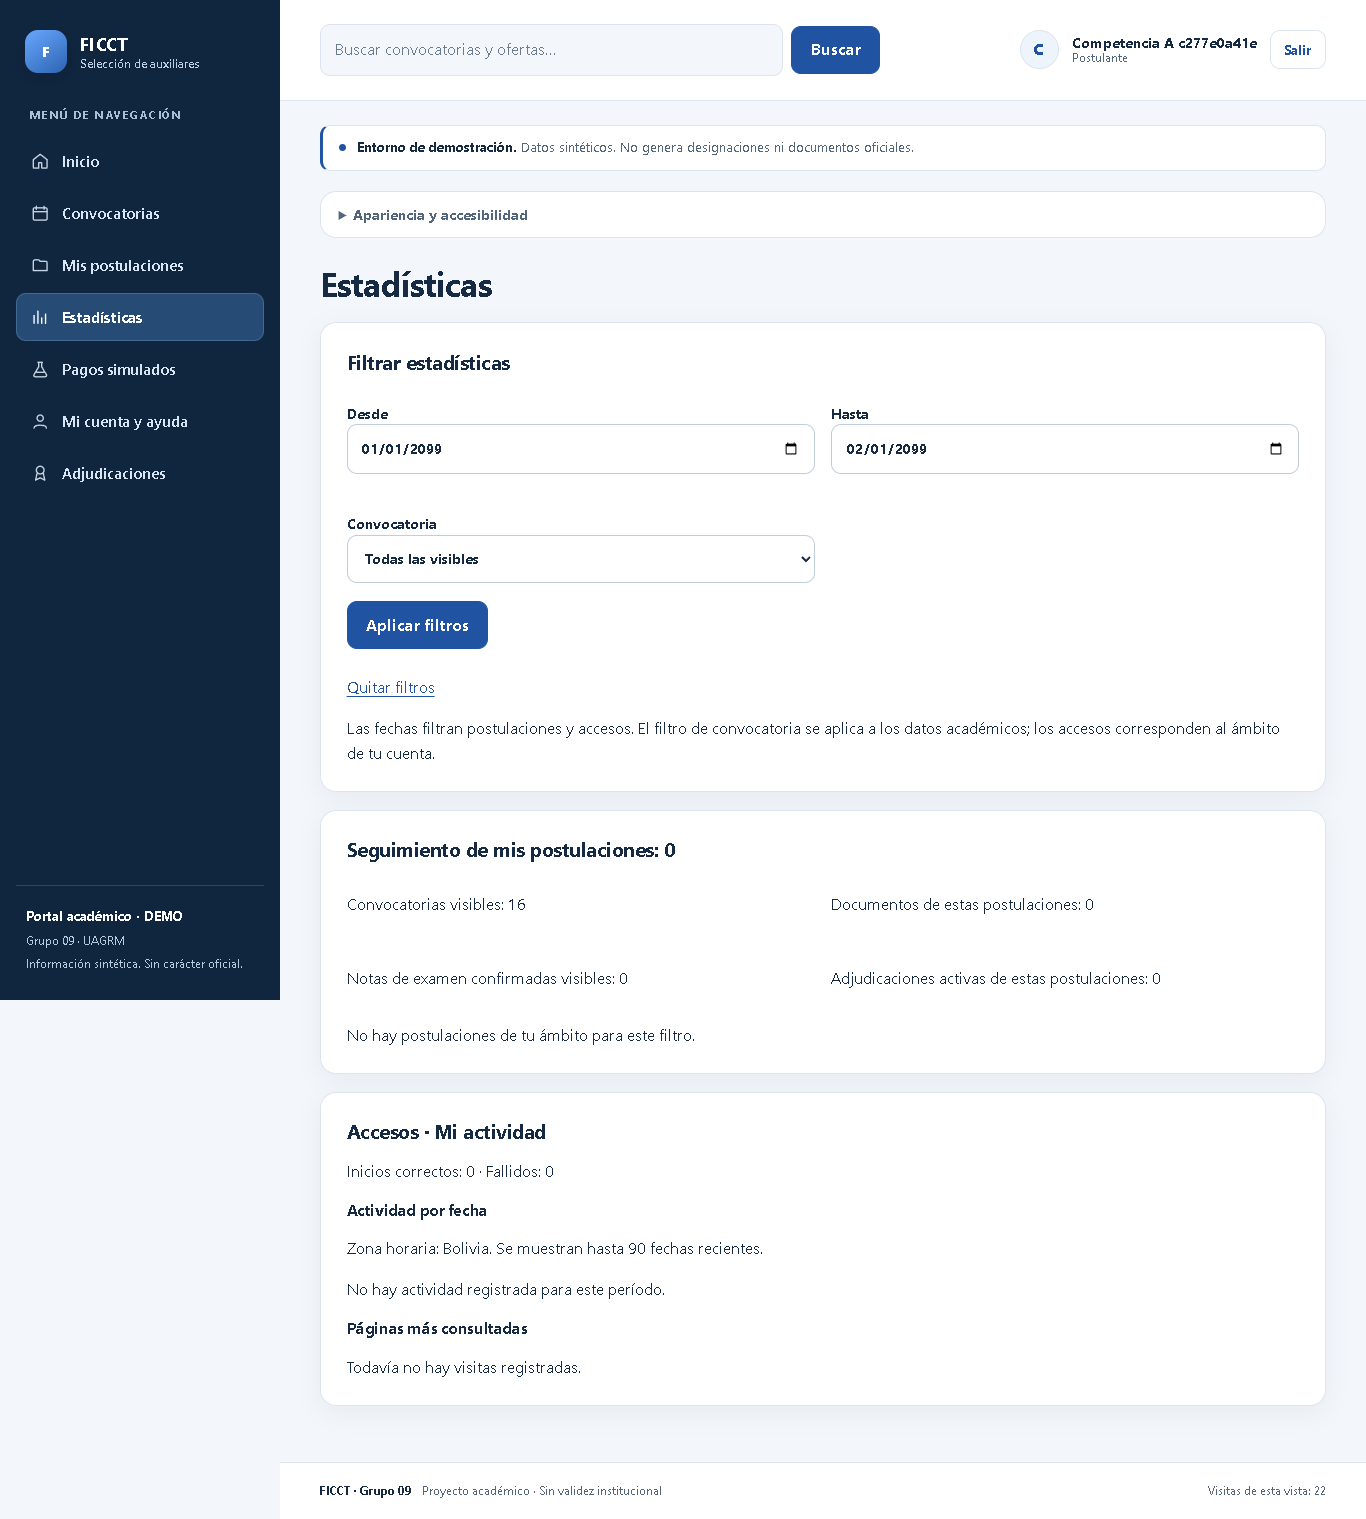 F
FICCT
Selección de auxiliares
MENÚ DE NAVEGACIÓN
Inicio
Convocatorias
Mis postulaciones
Estadísticas
Pagos simulados
Mi cuenta y ayuda
Adjudicaciones
Portal académico · DEMO
Grupo 09 · UAGRM
Información sintética. Sin carácter oficial.
Buscar convocatorias y ofertas...
Buscar
C
Competencia A c277e0a41e
Postulante
Salir
Entorno de demostración. Datos sintéticos. No genera designaciones ni documentos oficiales.
Apariencia y accesibilidad
Estadísticas
Filtrar estadísticas
Desde
Hasta
01/01/2099
02/01/2099
Convocatoria
Todas las visibles
Aplicar filtros
Quitar filtros
Las fechas filtran postulaciones y accesos. El filtro de convocatoria se aplica a los datos académicos; los accesos corresponden al ámbito
de tu cuenta.
Seguimiento de mis postulaciones: 0
Convocatorias visibles: 16
Documentos de estas postulaciones: 0
Notas de examen confirmadas visibles: 0
Adjudicaciones activas de estas postulaciones: 0
No hay postulaciones de tu ámbito para este filtro.
Accesos · Mi actividad
Inicios correctos: 0 · Fallidos: 0
Actividad por fecha
Zona horaria: Bolivia. Se muestran hasta 90 fechas recientes.
No hay actividad registrada para este período.
Páginas más consultadas
Todavía no hay visitas registradas.
FICCT · Grupo 09 Proyecto académico · Sin validez institucional
Visitas de esta vista: 22